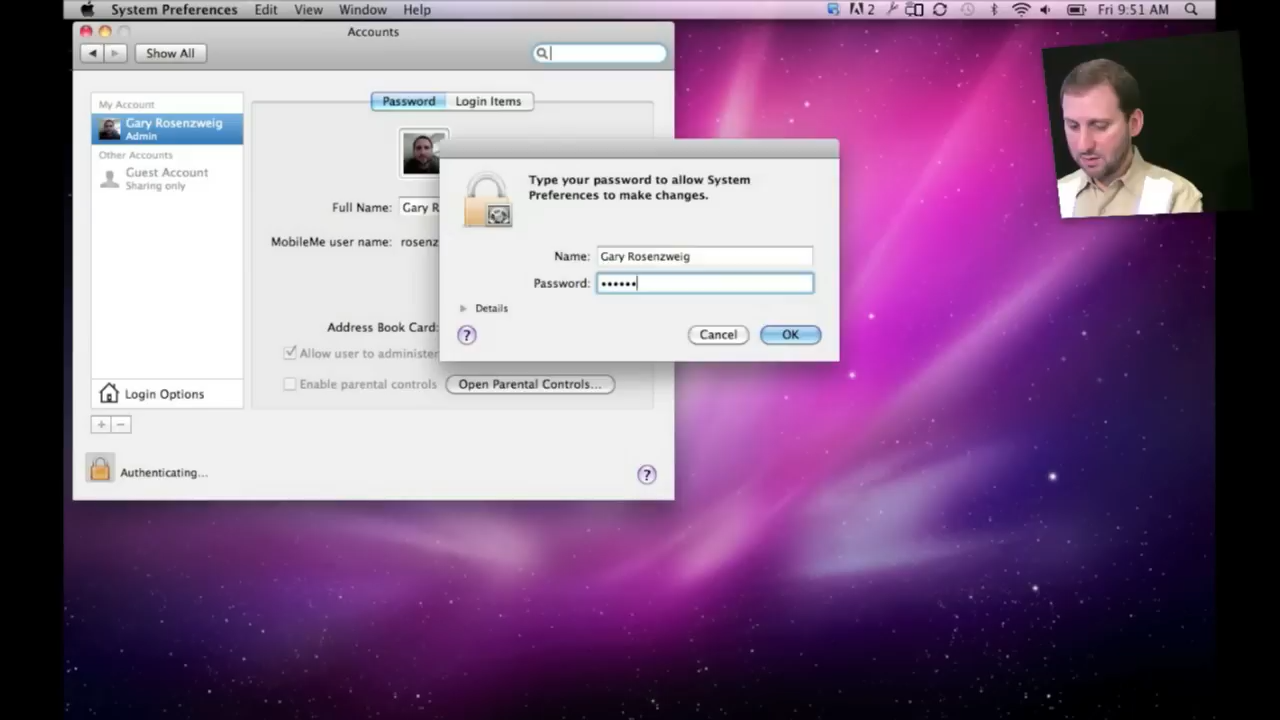 System Preferences Edit View Window Help
2 Fri 9:51 AM
Accounts
Show All
My Account
Gary Rosenzweig
Admin
Other Accounts
Guest Account
Sharing only
Login Options
+ −
Authenticating...
?
Password Login Items
Full Name: Gary R
MobileMe user name: rosenz
Address Book Card:
Allow user to administer
Enable parental controls Open Parental Controls...
Type your password to allow System
Preferences to make changes.
Name: Gary Rosenzweig
Password: ••••••
Details
? Cancel OK